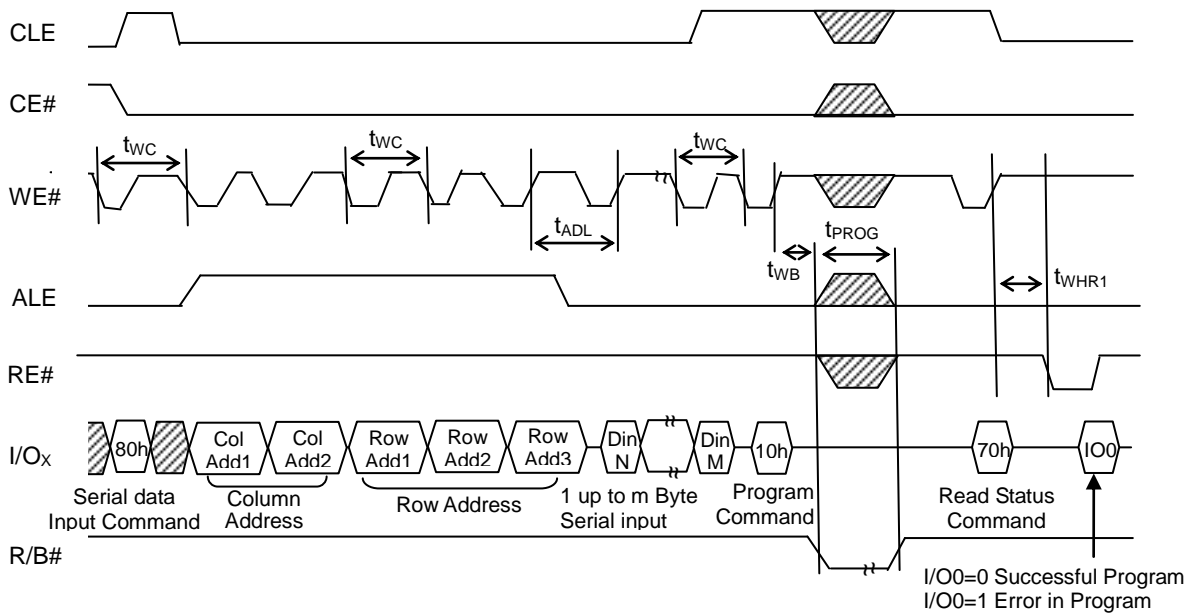 CLE
CE#
tWC
tWC
tWC
WE#
tADL
tPROG
tWB
tWHR1
ALE
RE#
I/OX
80h
Col
Add1
Col
Add2
Row
Add1
Row
Add2
Row
Add3
Din
N
Din
M
10h
70h
IO0
Serial data
Input Command
Column
Address
Row Address
1 up to m Byte
Serial input
Program
Command
Read Status
Command
R/B#
I/O0=0 Successful Program
I/O0=1 Error in Program